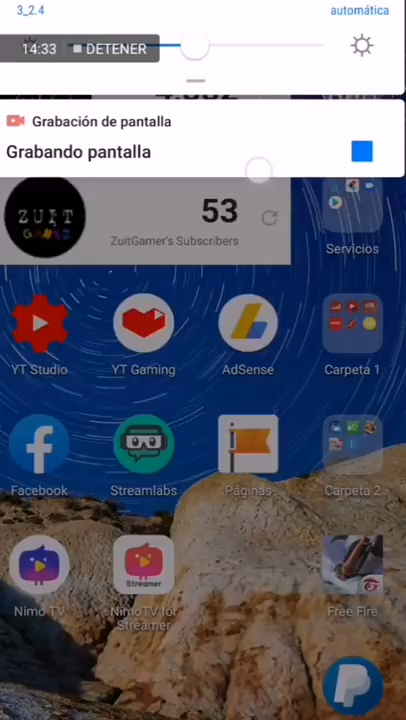 3_2.4
automática
14:33
DETENER
Grabación de pantalla
Grabando pantalla
ZUIT
GAMER
53
ZuitGamer's Subscribers
Servicios
YT Studio
YT Gaming
AdSense
Carpeta 1
Facebook
Streamlabs
Páginas
Carpeta 2
Streamer
Nimo TV
NimoTV for
Streamer
Free Fire